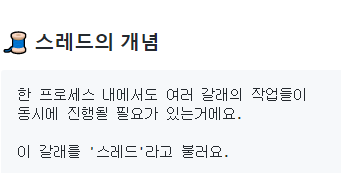 🧵 스레드의 개념
한 프로세스 내에서도 여러 갈래의 작업들이
동시에 진행될 필요가 있는거에요.
이 갈래를 '스레드'라고 불러요.